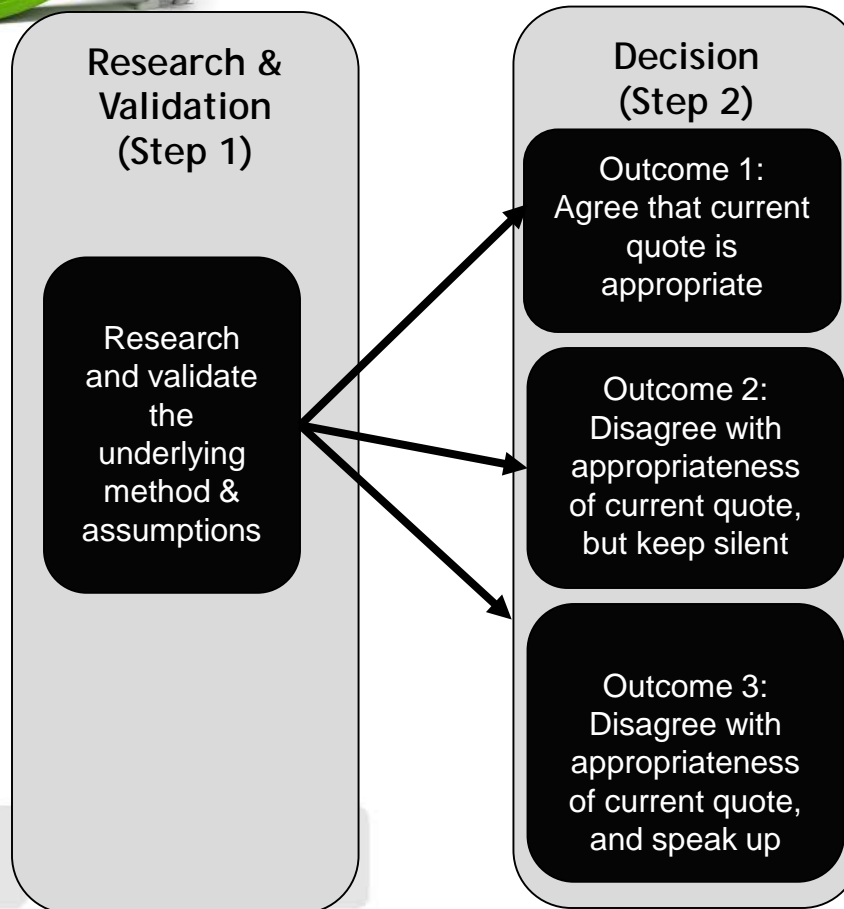 Research &
Validation
(Step 1)
Research
and validate
the
underlying
method &
assumptions
Decision
(Step 2)
Outcome 1:
Agree that current
quote is
appropriate
Outcome 2:
Disagree with
appropriateness
of current quote,
but keep silent
Outcome 3:
Disagree with
appropriateness
of current quote,
and speak up